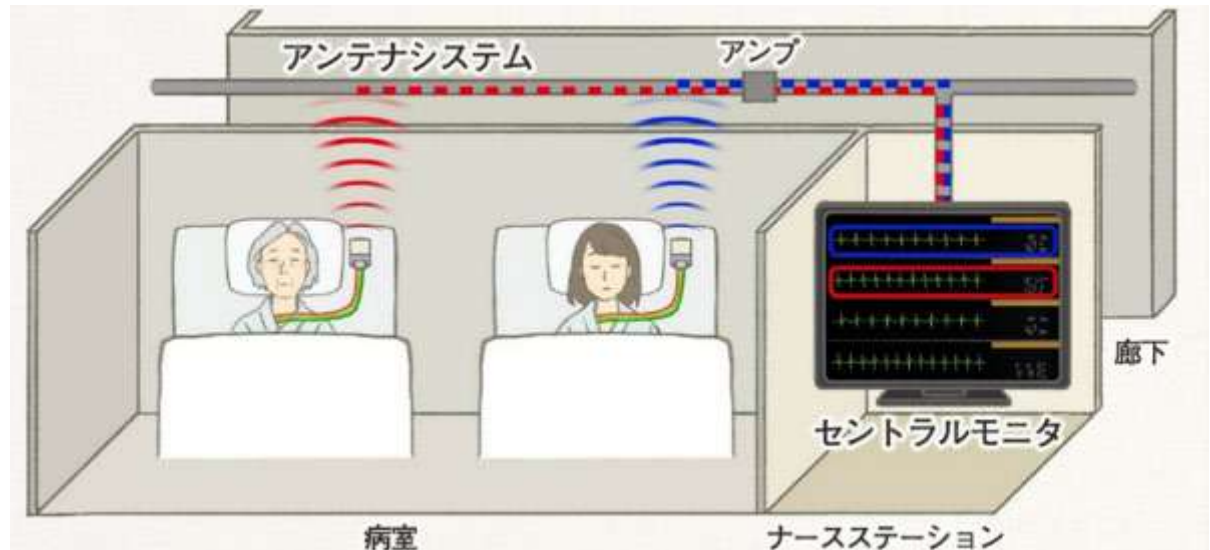 アンテナシステム
アンプ
廊下
セントラルモニタ
病室
ナースステーション